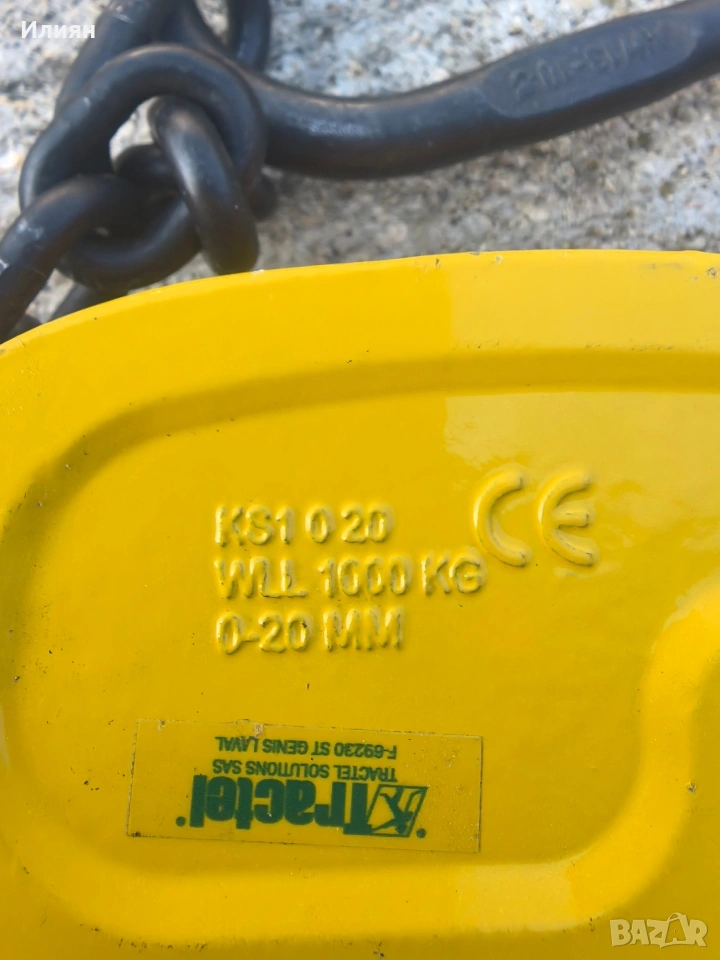 Илиян
KS1 0 20
WLL 1000 KG
0-20 MM
CE
Tractel
TRACTEL SOLUTIONS SAS
F-69230 ST GENIS LAVAL
BAZAR